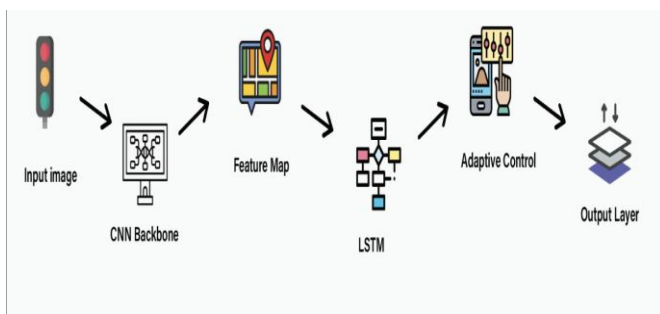 Input image
CNN Backbone
Feature Map
LSTM
Adaptive Control
Output Layer